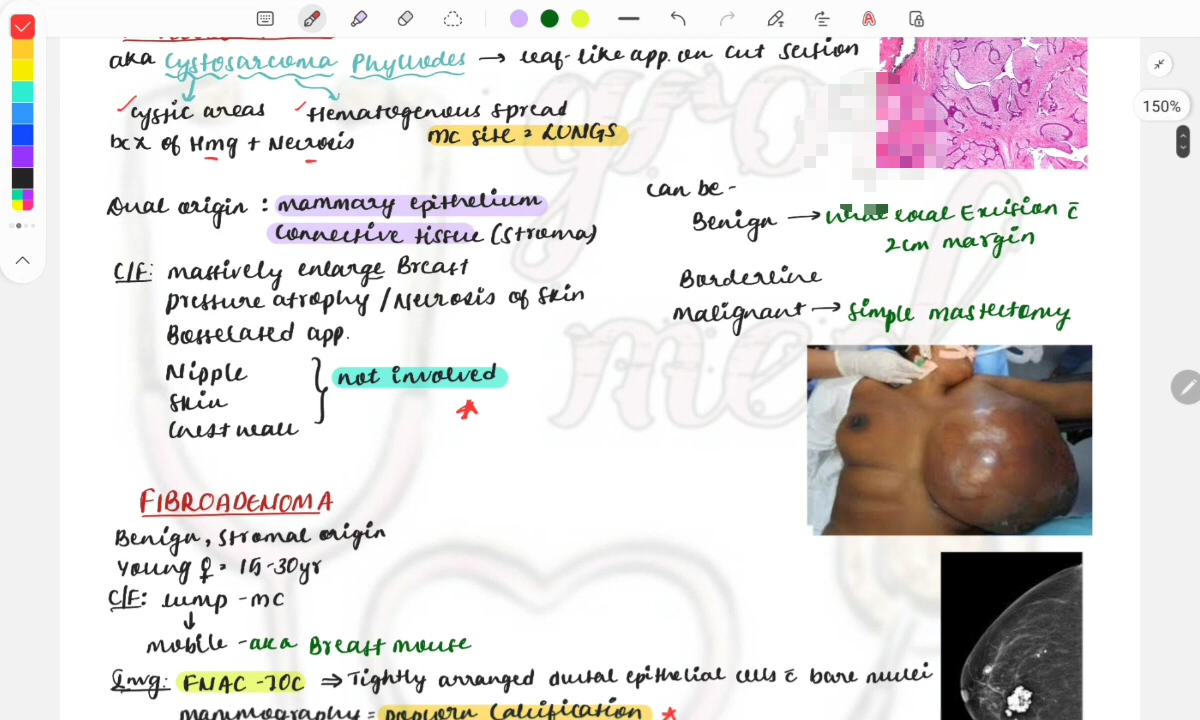 aka Cystosarcoma Phyllodes → leaf-like app. on cut section
✓Cystic areas ✓Hematogenous spread
bcz of Hmg + Necrosis mc site = LUNGS
Dual origin : mammary epithelium
connective tissue (stroma)
C/F: massively enlarge Breast
pressure atrophy / Necrosis of skin
Bosselated app.
Nipple
Skin
Chest wall
not involved
can be -
Benign → local Excision c̄
2cm margin
Borderline
Malignant → simple mastectomy
FIBROADENOMA
Benign, stromal origin
Young ♀ = 15-30yr
C/F: lump - mc
↓
mobile - aka Breast mouse
Img: FNAC - IOC ⇒ Tightly arranged ductal epithelial cells c̄ bare nuclei
mammography = popcorn calcification
gro
med
150%
A